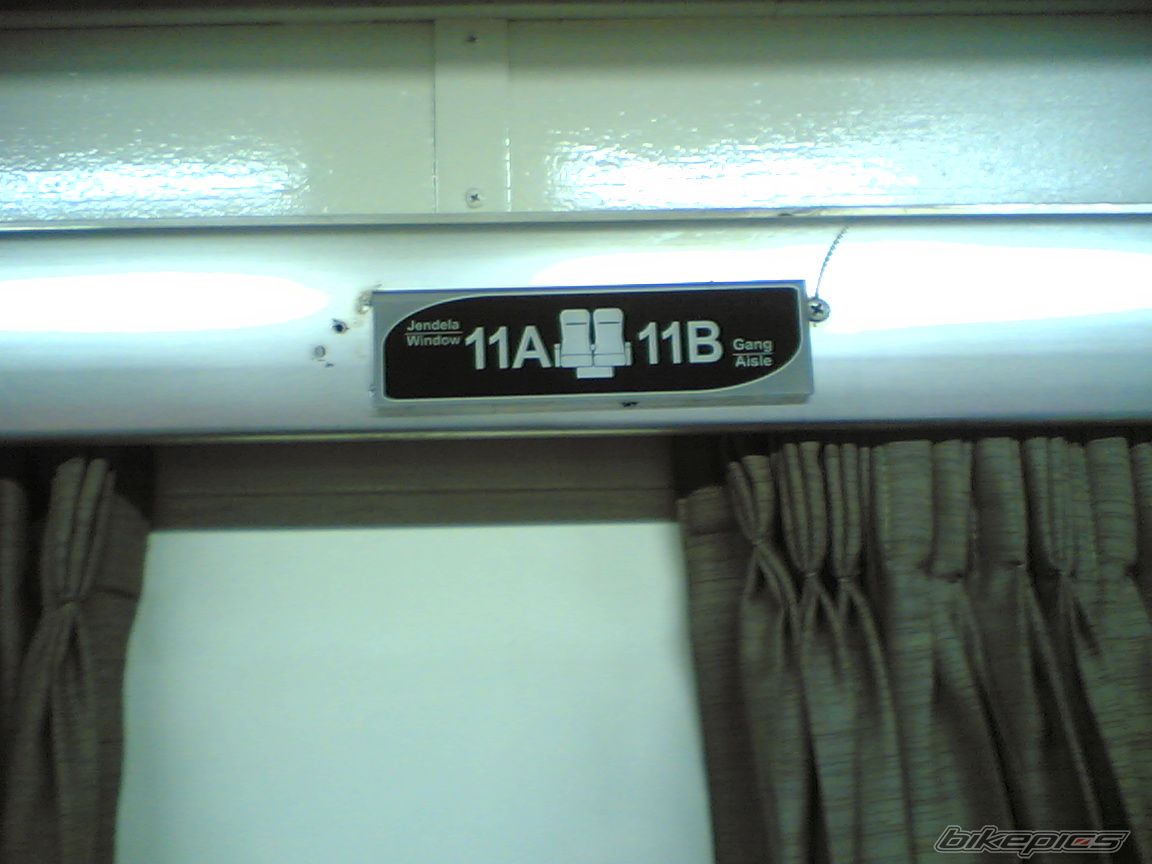 Jendela
Window
11A
11B
Gang
Aisle
bikepics